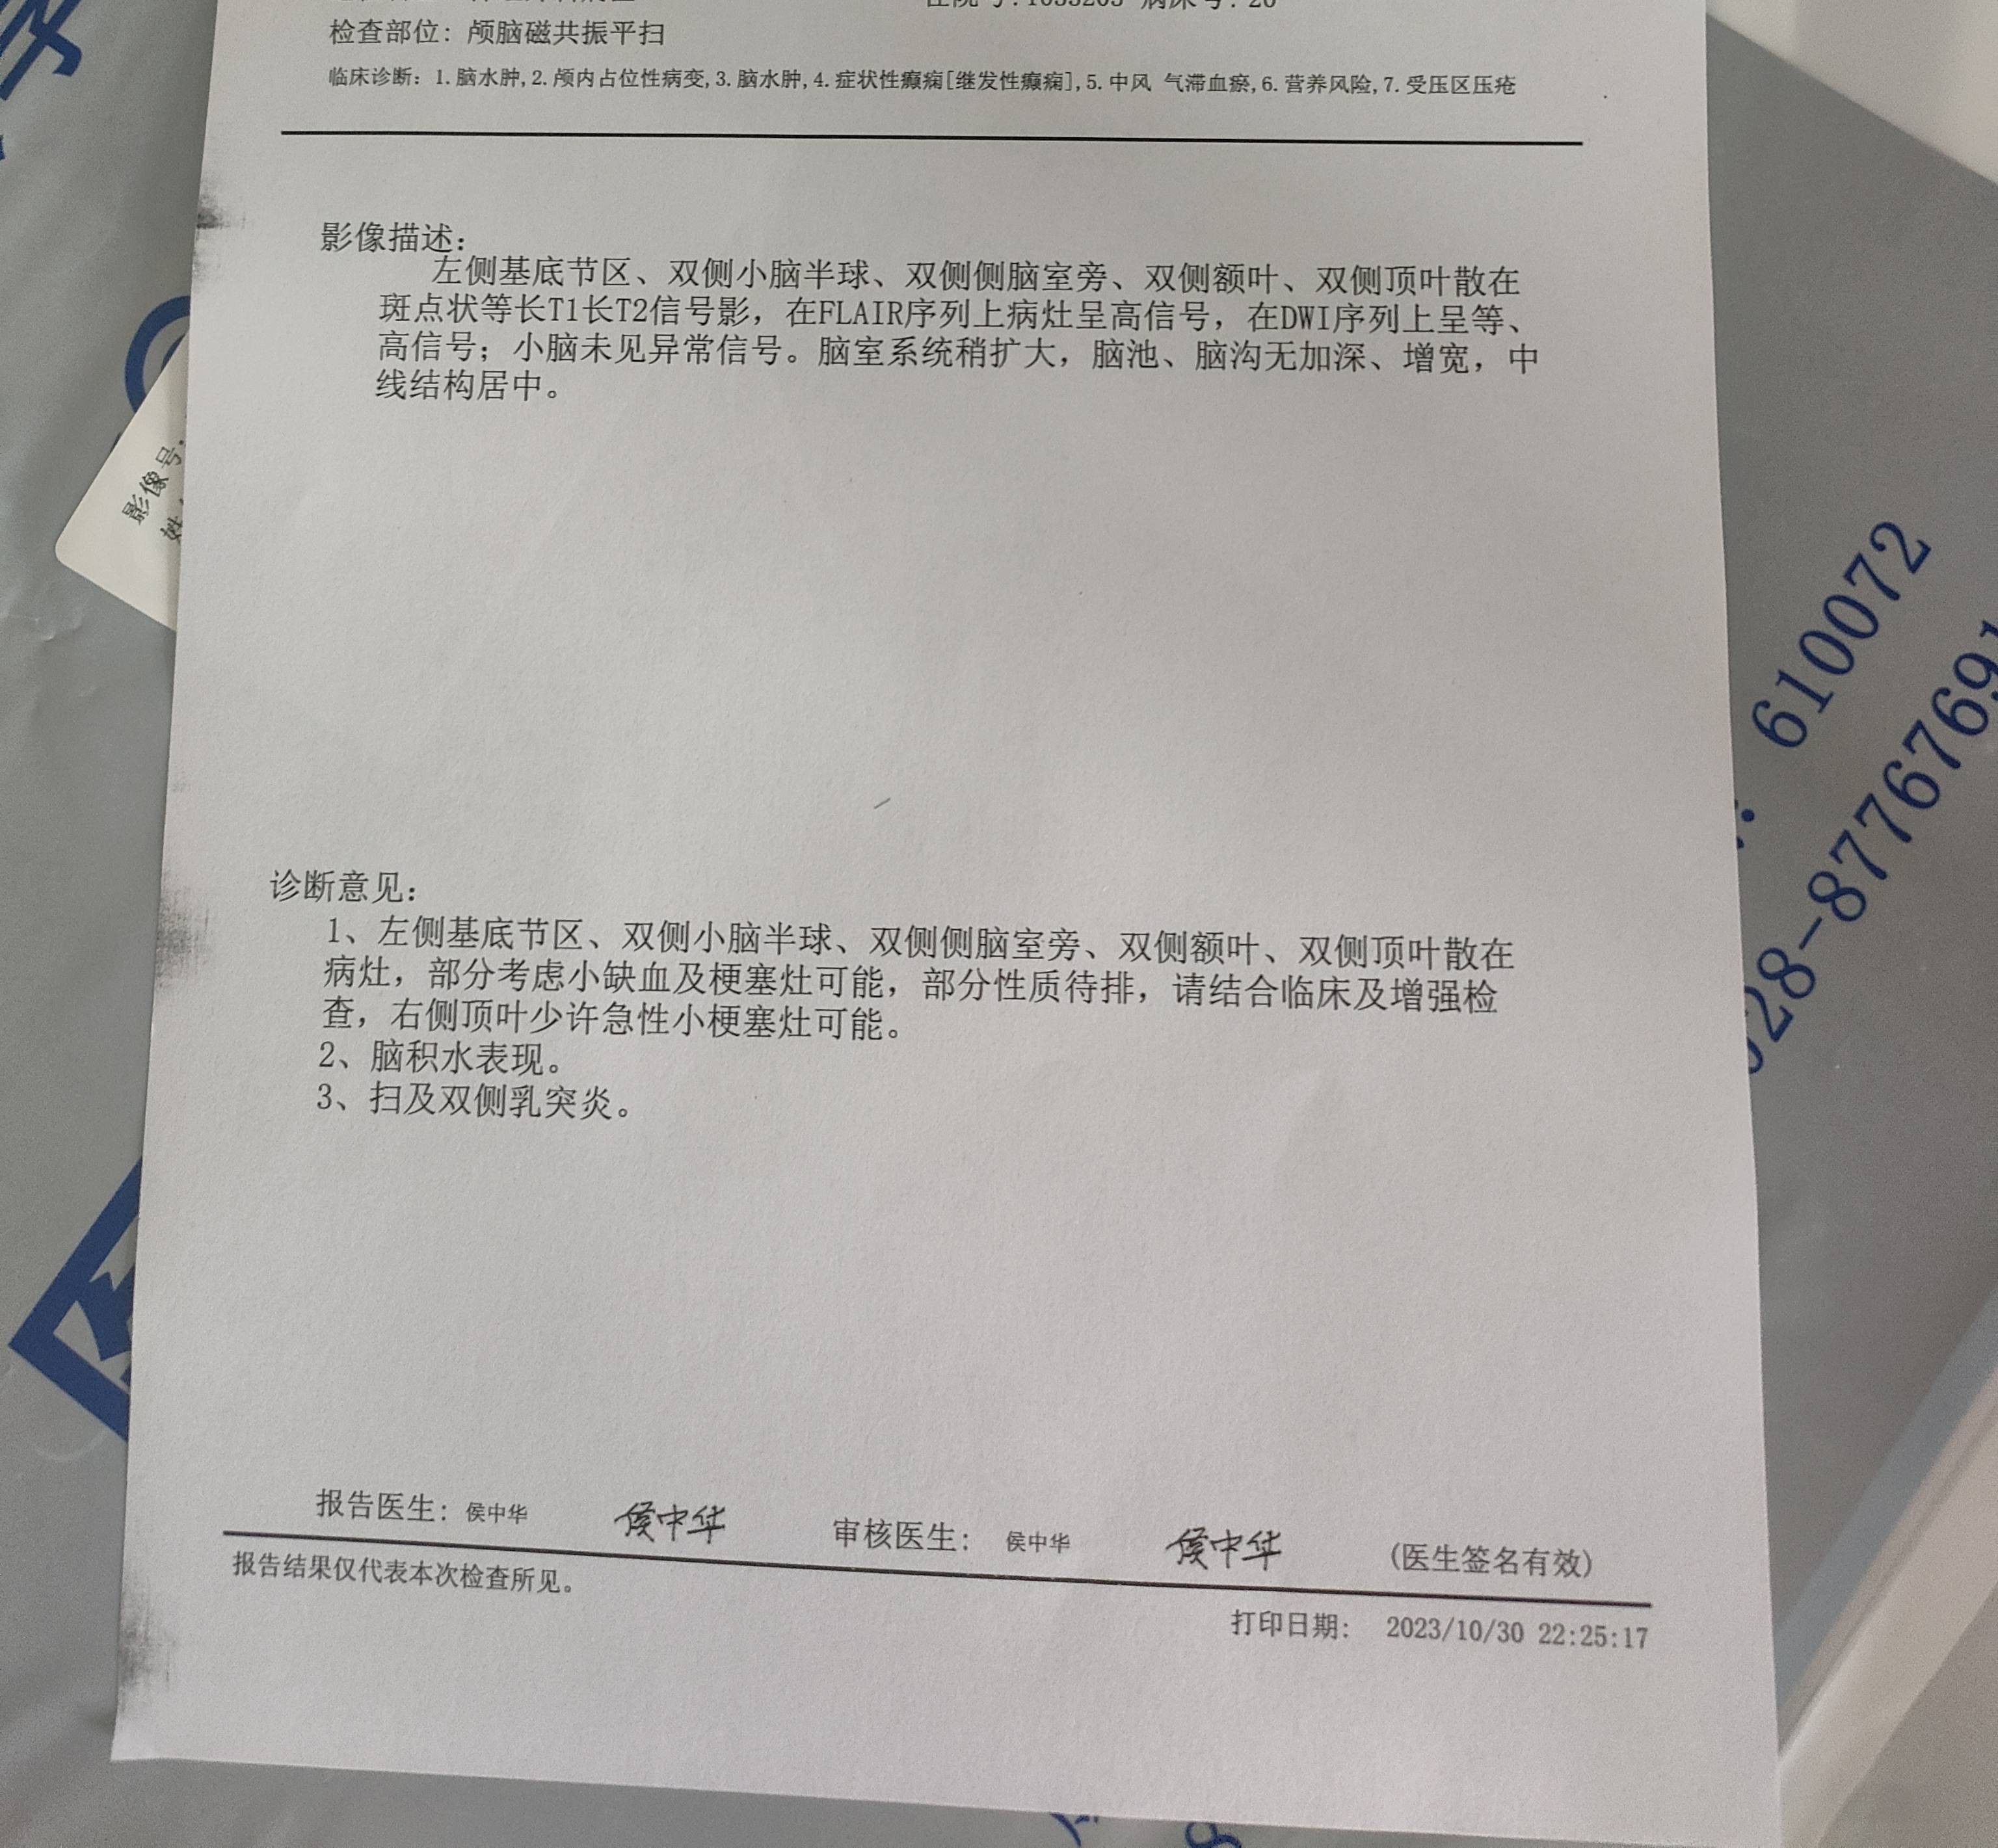 检查部位：颅脑磁共振平扫
临床诊断：1.脑水肿,2.颅内占位性病变,3.脑水肿,4.症状性癫痫[继发性癫痫],5.中风 气滞血瘀,6.营养风险,7.受压区压疮
影像描述：
左侧基底节区、双侧小脑半球、双侧侧脑室旁、双侧额叶、双侧顶叶散在
斑点状等长T1长T2信号影，在FLAIR序列上病灶呈高信号，在DWI序列上呈等、
高信号；小脑未见异常信号。脑室系统稍扩大，脑池、脑沟无加深、增宽，中
线结构居中。
影像号:
姓
610072
028-8776769
诊断意见：
1、左侧基底节区、双侧小脑半球、双侧侧脑室旁、双侧额叶、双侧顶叶散在
病灶，部分考虑小缺血及梗塞灶可能，部分性质待排，请结合临床及增强检
查，右侧顶叶少许急性小梗塞灶可能。
2、脑积水表现。
3、扫及双侧乳突炎。
报告医生：侯中华 侯中华 审核医生： 侯中华 侯中华 (医生签名有效)
报告结果仅代表本次检查所见。
打印日期： 2023/10/30 22:25:17